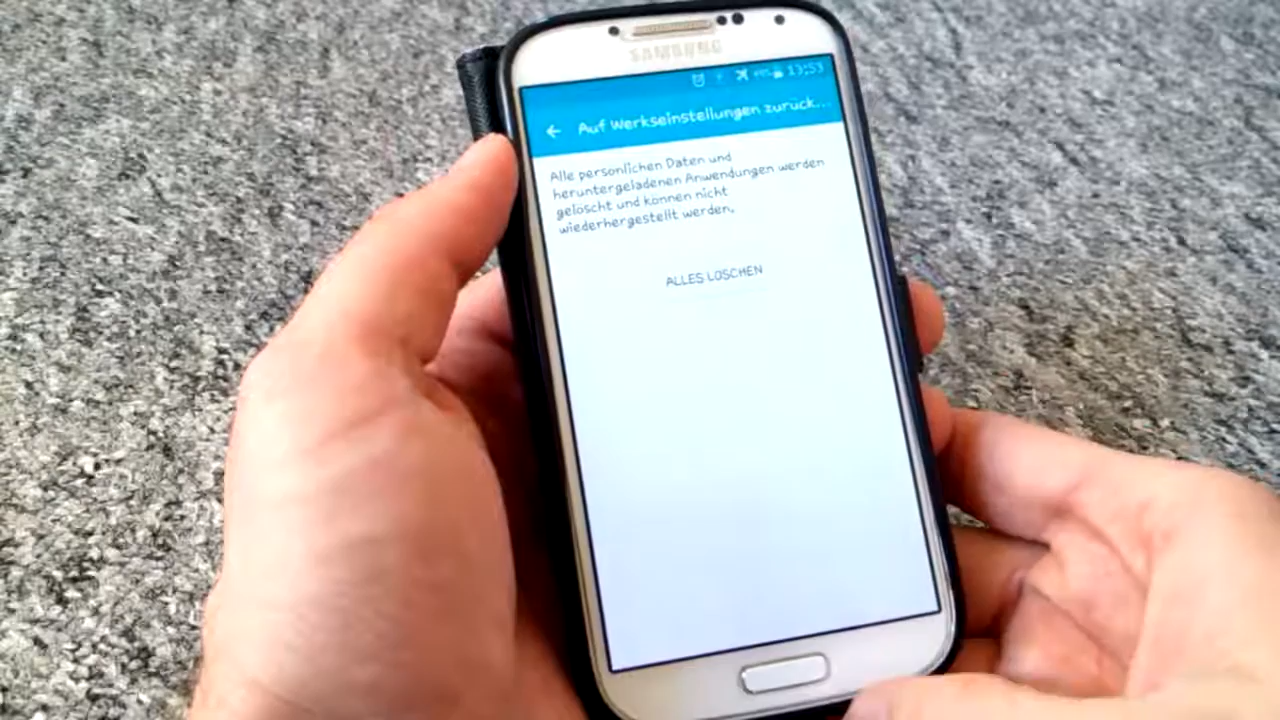 SAMSUNG
13:53
Auf Werkseinstellungen zurück...
Alle persönlichen Daten und
heruntergeladenen Anwendungen werden
gelöscht und können nicht
wiederhergestellt werden.
ALLES LÖSCHEN